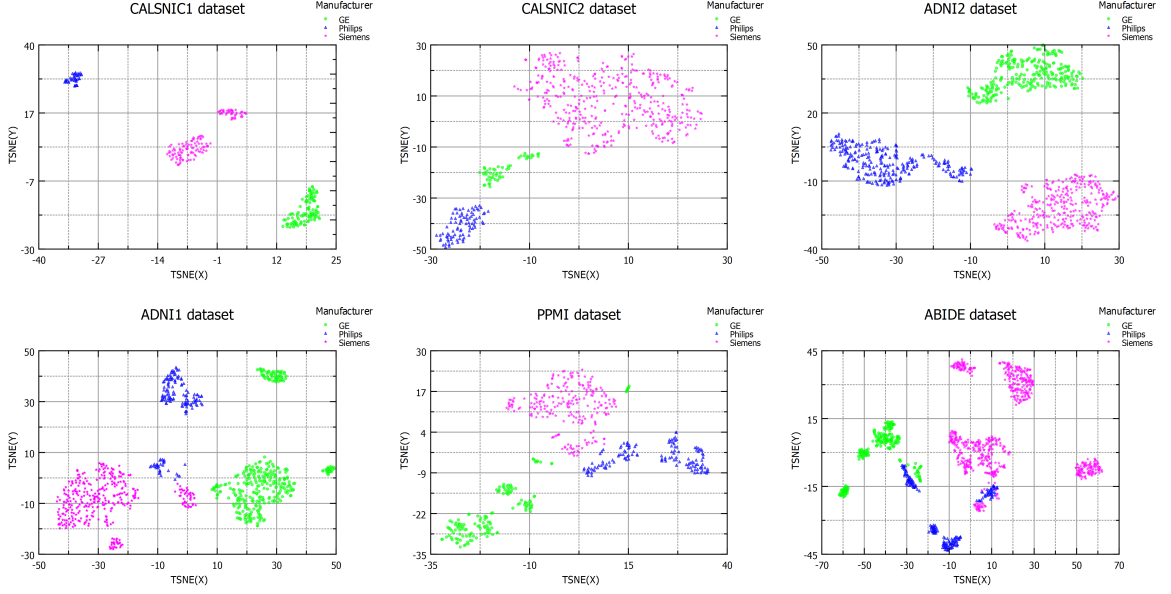 CALSNIC1 dataset
Manufacturer
GE
Philips
Siemens
TSNE(Y)
40
17
-7
-30
-40
-27
-14
-1
12
25
TSNE(X)
CALSNIC2 dataset
Manufacturer
GE
Philips
Siemens
TSNE(Y)
30
10
-10
-30
-50
-30
-10
10
30
TSNE(X)
ADNI2 dataset
Manufacturer
GE
Philips
Siemens
TSNE(Y)
50
20
-10
-40
-50
-30
-10
10
30
TSNE(X)
ADNI1 dataset
Manufacturer
GE
Philips
Siemens
TSNE(Y)
50
30
10
-10
-30
-50
-30
-10
10
30
50
TSNE(X)
PPMI dataset
Manufacturer
GE
Philips
Siemens
TSNE(Y)
30
17
4
-9
-22
-35
-35
-10
15
40
TSNE(X)
ABIDE dataset
Manufacturer
GE
Philips
Siemens
TSNE(Y)
45
15
-15
-45
-70
-50
-30
-10
10
30
50
70
TSNE(X)